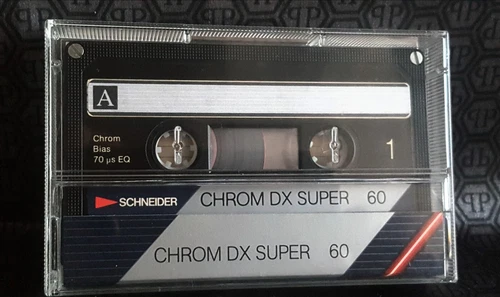 A
Chrom
Bias
70 µs EQ
1
SCHNEIDER CHROM DX SUPER 60
CHROM DX SUPER 60